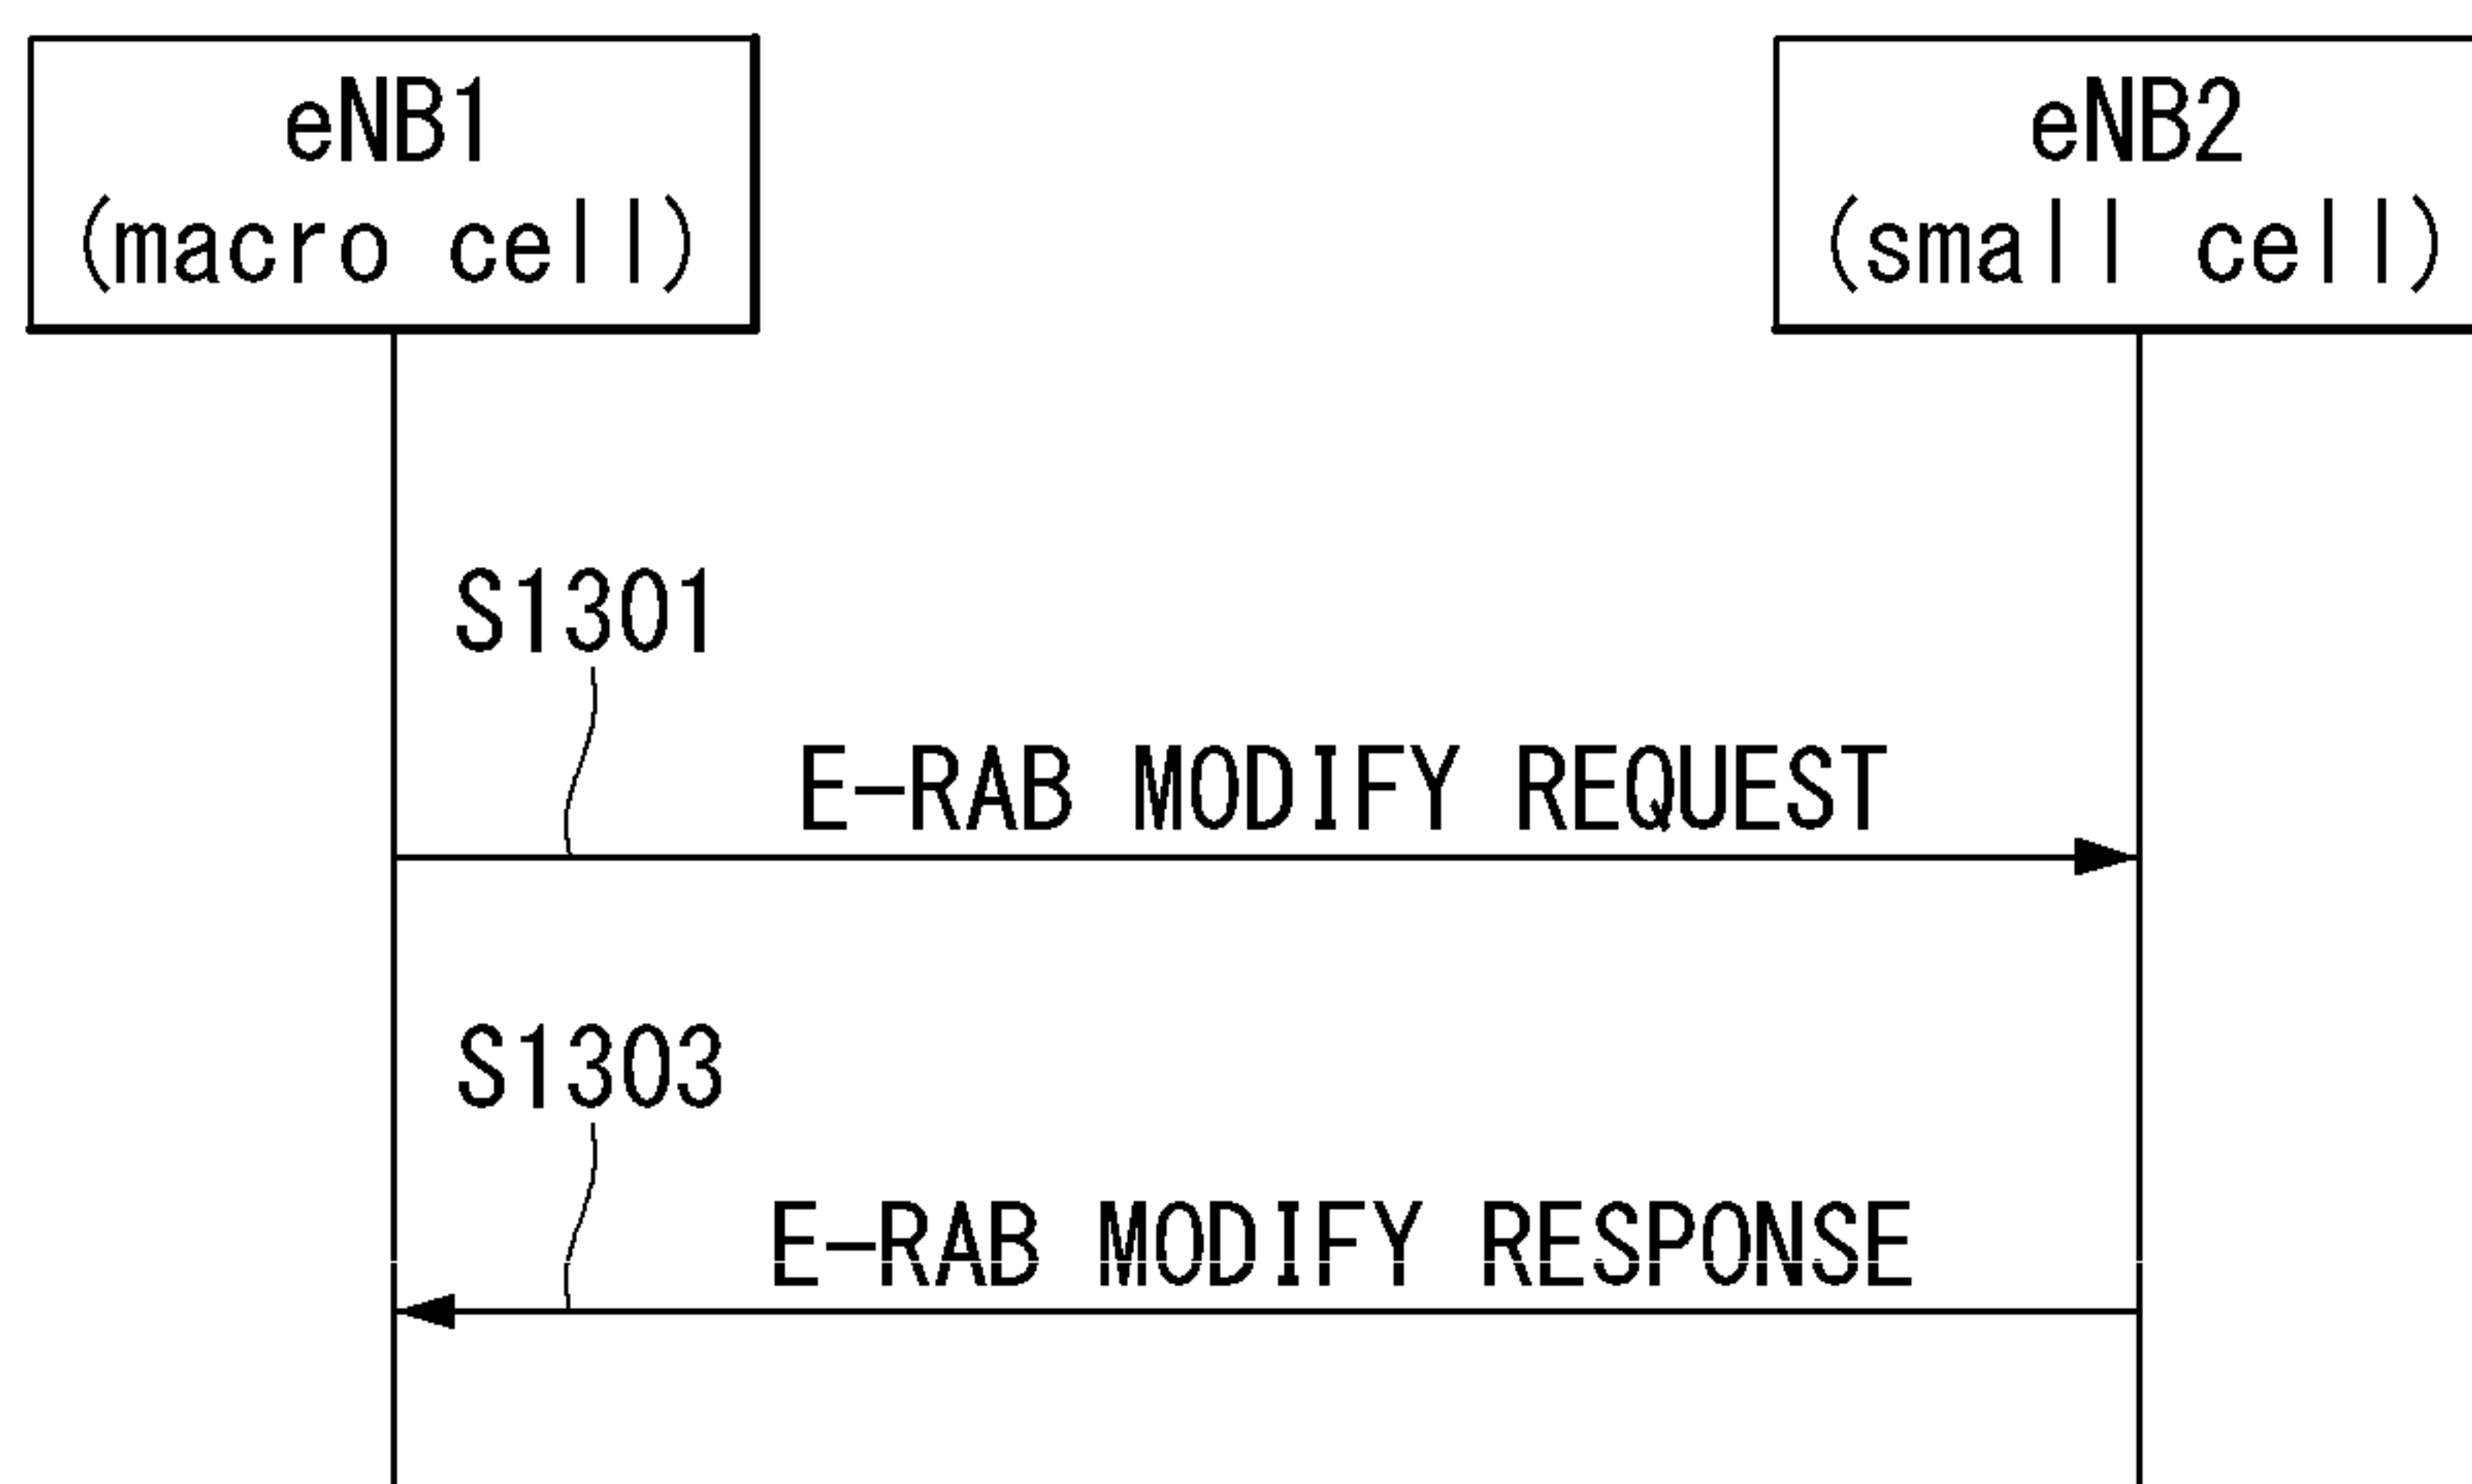 eNB1
(macro cell)
eNB2
(small cell)
S1301
E-RAB MODIFY REQUEST
S1303
E-RAB MODIFY RESPONSE